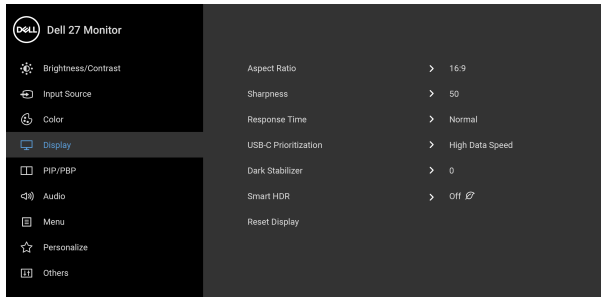 DELL Dell 27 Monitor
Brightness/Contrast
Input Source
Color
Display
PIP/PBP
Audio
Menu
Personalize
Others
Aspect Ratio 16:9
Sharpness 50
Response Time Normal
USB-C Prioritization High Data Speed
Dark Stabilizer 0
Smart HDR Off
Reset Display